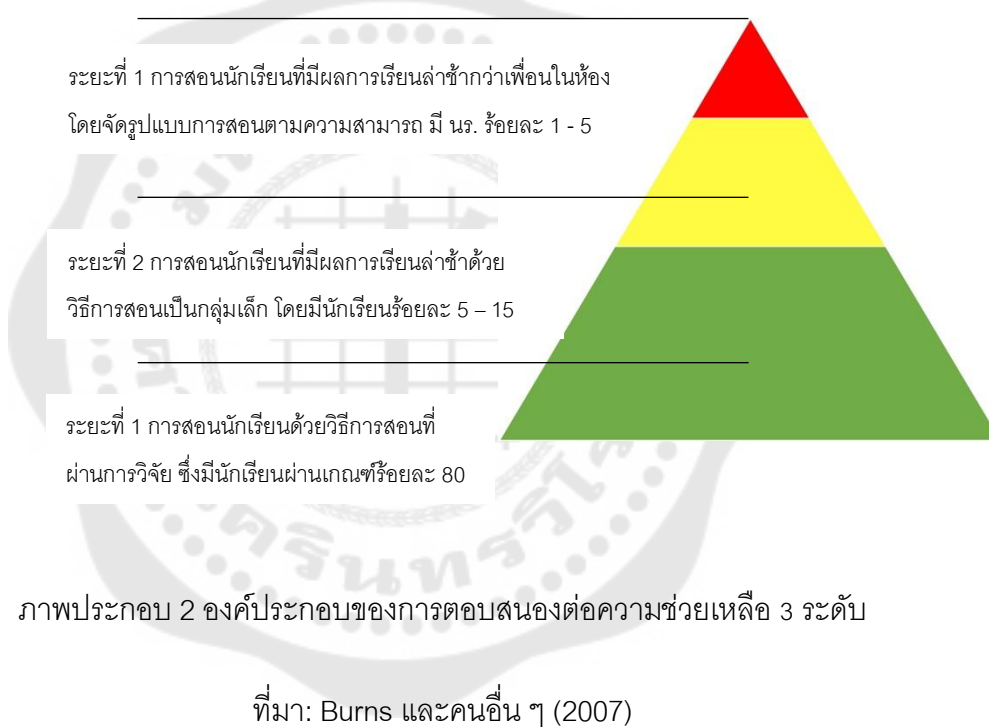 ระยะที่ 1 การสอนนักเรียนที่มีผลการเรียนล่าช้ากว่าเพื่อนในห้อง
โดยจัดรูปแบบการสอนตามความสามารถ มี นร. ร้อยละ 1 - 5
ระยะที่ 2 การสอนนักเรียนที่มีผลการเรียนล่าช้าด้วย
วิธีการสอนเป็นกลุ่มเล็ก โดยมีนักเรียนร้อยละ 5 – 15
ระยะที่ 1 การสอนนักเรียนด้วยวิธีการสอนที่
ผ่านการวิจัย ซึ่งมีนักเรียนผ่านเกณฑ์ร้อยละ 80
ภาพประกอบ 2 องค์ประกอบของการตอบสนองต่อความช่วยเหลือ 3 ระดับ
ที่มา: Burns และคนอื่น ๆ (2007)